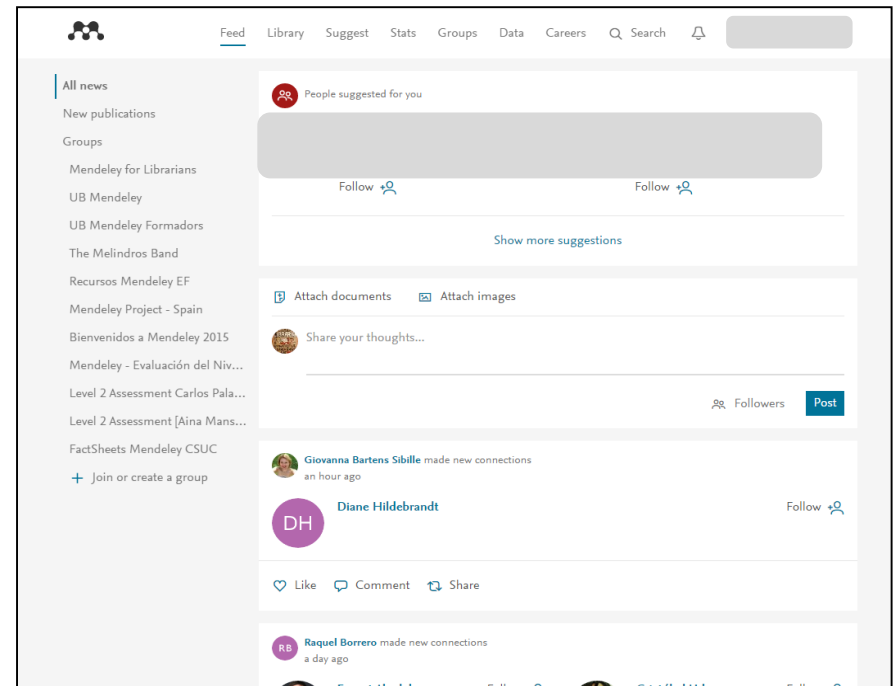 Feed Library Suggest Stats Groups Data Careers Search
All news
New publications
Groups
Mendeley for Librarians
UB Mendeley
UB Mendeley Formadors
The Melindros Band
Recursos Mendeley EF
Mendeley Project - Spain
Bienvenidos a Mendeley 2015
Mendeley - Evaluación del Niv...
Level 2 Assessment Carlos Pala...
Level 2 Assessment [Aina Mans...
FactSheets Mendeley CSUC
+ Join or create a group
People suggested for you
Follow Follow
Show more suggestions
Attach documents Attach images
Share your thoughts...
Followers Post
Giovanna Bartens Sibille made new connections
an hour ago
DH Diane Hildebrandt Follow
Like Comment Share
RB Raquel Borrero made new connections
a day ago